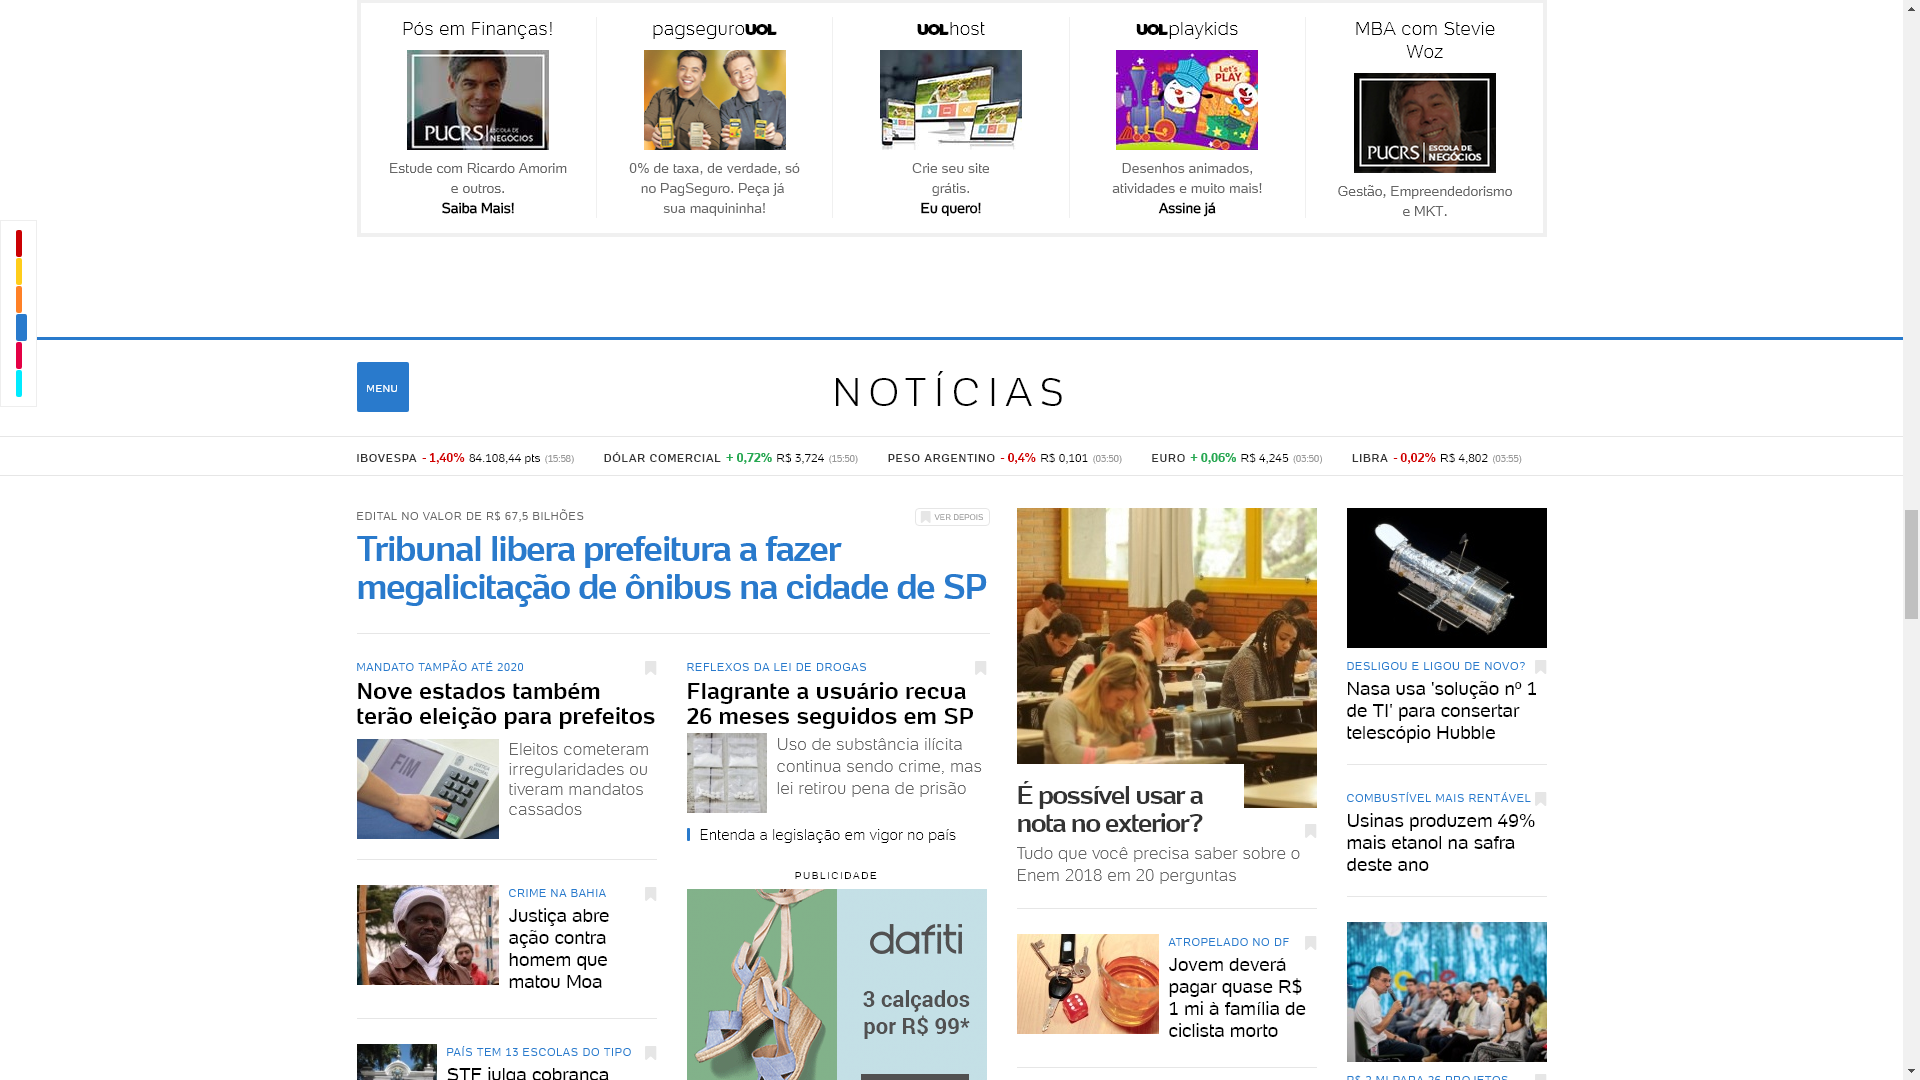 Pós em Finanças!
PUCRS ESCOLA DE NEGÓCIOS
Estude com Ricardo Amorim
e outros.
Saiba Mais!
pagseguroUOL
0% de taxa, de verdade, só
no PagSeguro. Peça já
sua maquininha!
UOLhost
Crie seu site
grátis.
Eu quero!
UOLplaykids
Let's PLAY
Desenhos animados,
atividades e muito mais!
Assine já
MBA com Stevie
Woz
PUCRS ESCOLA DE NEGÓCIOS
Gestão, Empreendedorismo
e MKT.
MENU
NOTÍCIAS
IBOVESPA - 1,40% 84.108,44 pts (15:58)
DÓLAR COMERCIAL + 0,72% R$ 3,724 (15:50)
PESO ARGENTINO - 0,4% R$ 0,101 (03:50)
EURO + 0,06% R$ 4,245 (03:50)
LIBRA - 0,02% R$ 4,802 (03:55)
EDITAL NO VALOR DE R$ 67,5 BILHÕES
VER DEPOIS
Tribunal libera prefeitura a fazer
megalicitação de ônibus na cidade de SP
MANDATO TAMPÃO ATÉ 2020
Nove estados também
terão eleição para prefeitos
FIM
Eleitos cometeram
irregularidades ou
tiveram mandatos
cassados
CRIME NA BAHIA
Justiça abre
ação contra
homem que
matou Moa
PAÍS TEM 13 ESCOLAS DO TIPO
STF julga cobrança
REFLEXOS DA LEI DE DROGAS
Flagrante a usuário recua
26 meses seguidos em SP
Uso de substância ilícita
continua sendo crime, mas
lei retirou pena de prisão
Entenda a legislação em vigor no país
PUBLICIDADE
dafiti
3 calçados
por R$ 99*
É possível usar a
nota no exterior?
Tudo que você precisa saber sobre o
Enem 2018 em 20 perguntas
ATROPELADO NO DF
Jovem deverá
pagar quase R$
1 mi à família de
ciclista morto
DESLIGOU E LIGOU DE NOVO?
Nasa usa 'solução nº 1
de TI' para consertar
telescópio Hubble
COMBUSTÍVEL MAIS RENTÁVEL
Usinas produzem 49%
mais etanol na safra
deste ano
R$ 2 MI PARA 26 PROJETOS